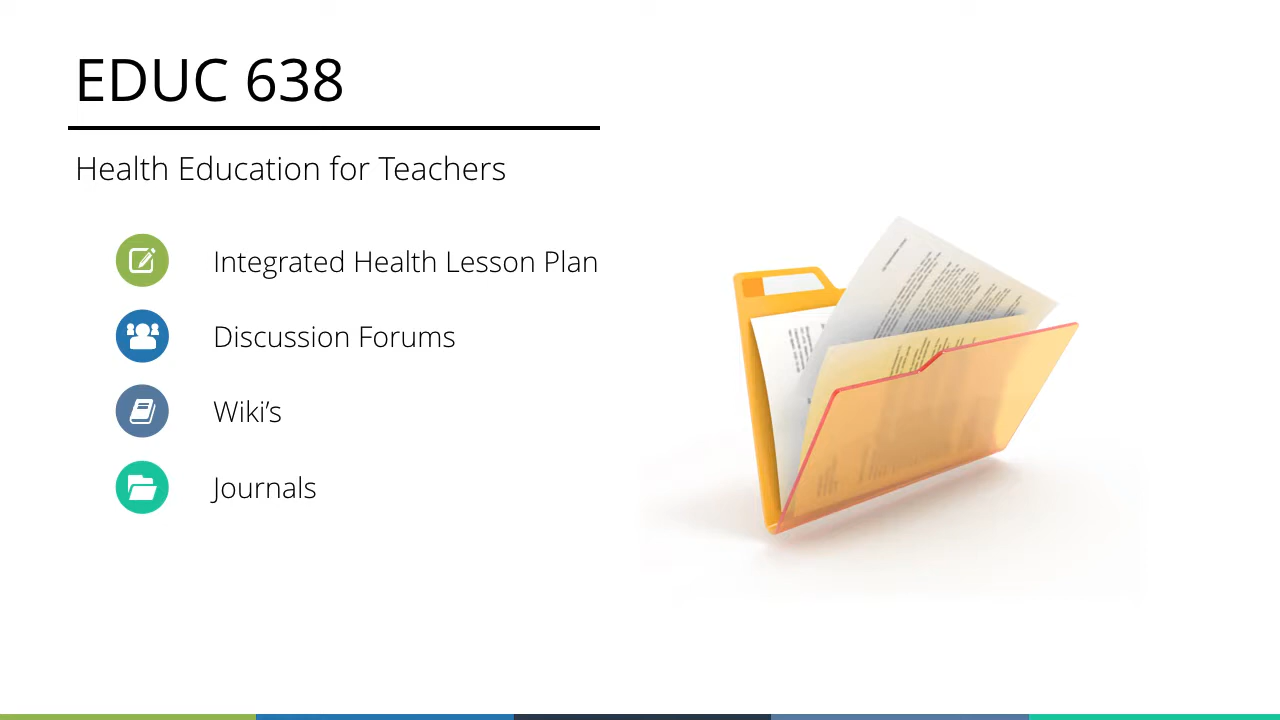 EDUC 638
Health Education for Teachers
Integrated Health Lesson Plan
Discussion Forums
Wiki’s
Journals